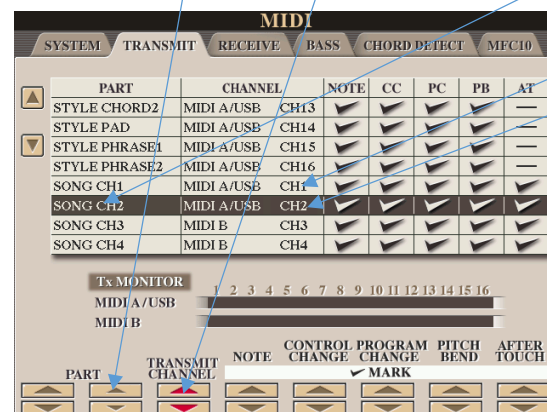 MIDI
SYSTEM TRANSMIT RECEIVE BASS CHORD DETECT MFC10
PART CHANNEL NOTE CC PC PB AT
STYLE CHORD2 MIDI A/USB CH13
STYLE PAD MIDI A/USB CH14
STYLE PHRASE1 MIDI A/USB CH15
STYLE PHRASE2 MIDI A/USB CH16
SONG CH1 MIDI A/USB CH1
SONG CH2 MIDI A/USB CH2
SONG CH3 MIDI B CH3
SONG CH4 MIDI B CH4
Tx MONITOR 1 2 3 4 5 6 7 8 9 10 11 12 13 14 15 16
MIDI A/USB
MIDI B
PART TRANSMIT CHANNEL NOTE CONTROL CHANGE PROGRAM CHANGE PITCH BEND AFTER TOUCH
MARK